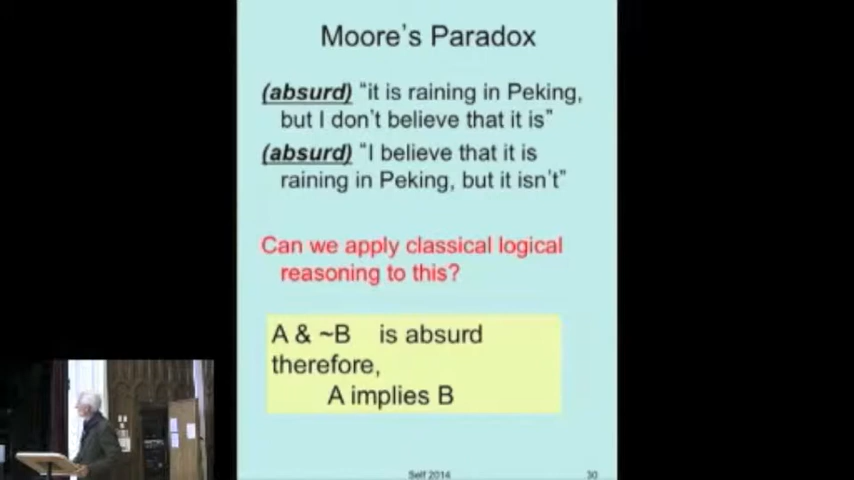 Moore's Paradox
(absurd) "it is raining in Peking,
but I don't believe that it is"
(absurd) "I believe that it is
raining in Peking, but it isn't"
Can we apply classical logical
reasoning to this?
A & ~B is absurd
therefore,
A implies B
Self 2014
30